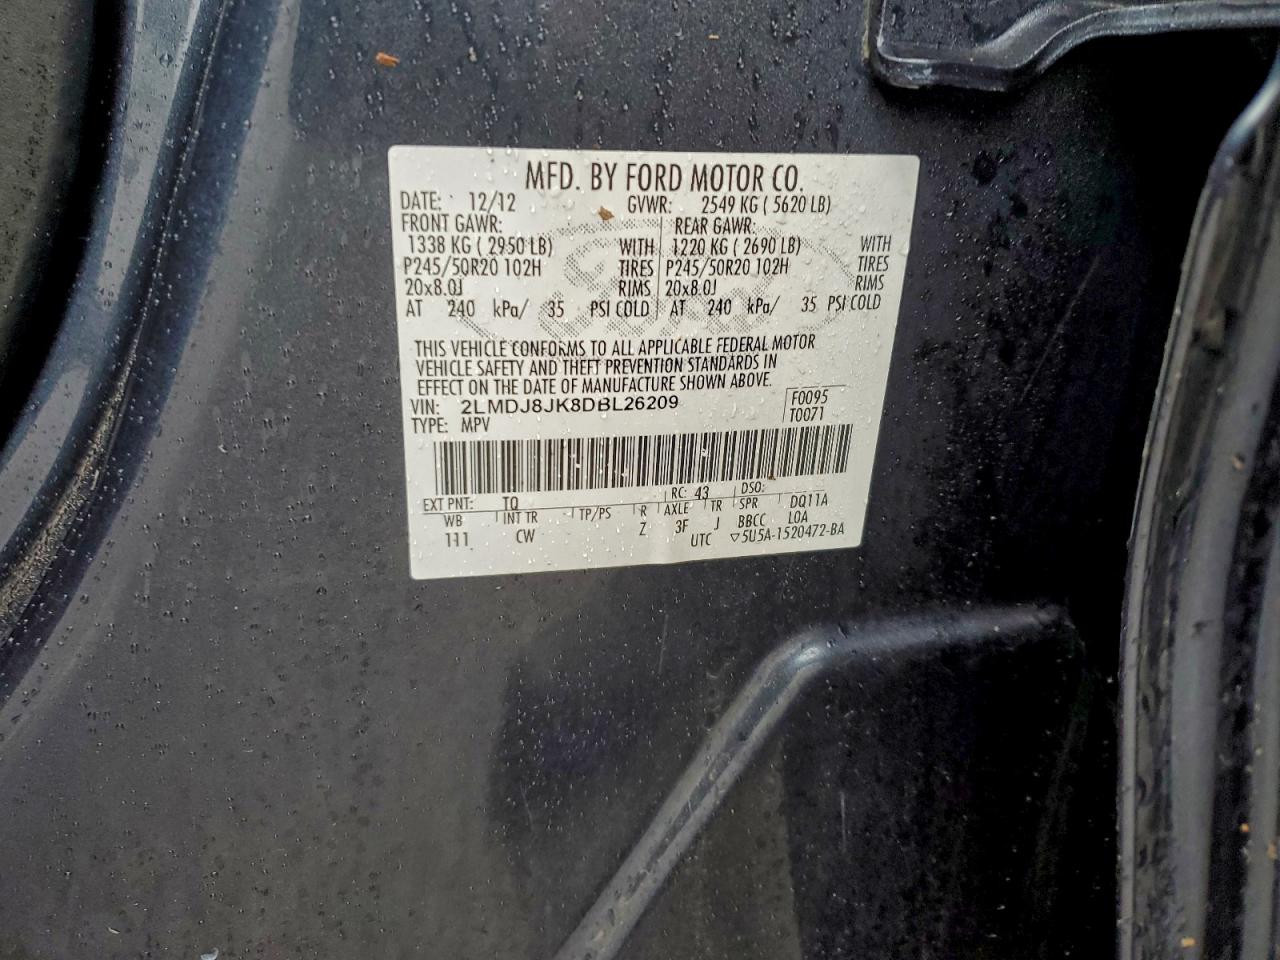 MFD. BY FORD MOTOR CO.
DATE: 12/12 GVWR: 2549 KG ( 5620 LB)
FRONT GAWR: REAR GAWR:
1338 KG ( 2950 LB) WITH 1220 KG ( 2690 LB) WITH
P245/50R20 102H TIRES P245/50R20 102H TIRES
20x8.0J RIMS 20x8.0J RIMS
AT 240 kPa/ 35 PSI COLD AT 240 kPa/ 35 PSI COLD
THIS VEHICLE CONFORMS TO ALL APPLICABLE FEDERAL MOTOR
VEHICLE SAFETY AND THEFT PREVENTION STANDARDS IN
EFFECT ON THE DATE OF MANUFACTURE SHOWN ABOVE.
VIN: 2LMDJ8JK8DBL26209 F0095
TYPE: MPV T0071
EXT PNT: TQ RC: 43 DSO:
WB INT TR TP/PS R AXLE TR SPR DQ11A
111 CW Z 3F J BBCC LOA
UTC ▽5U5A-1520472-BA